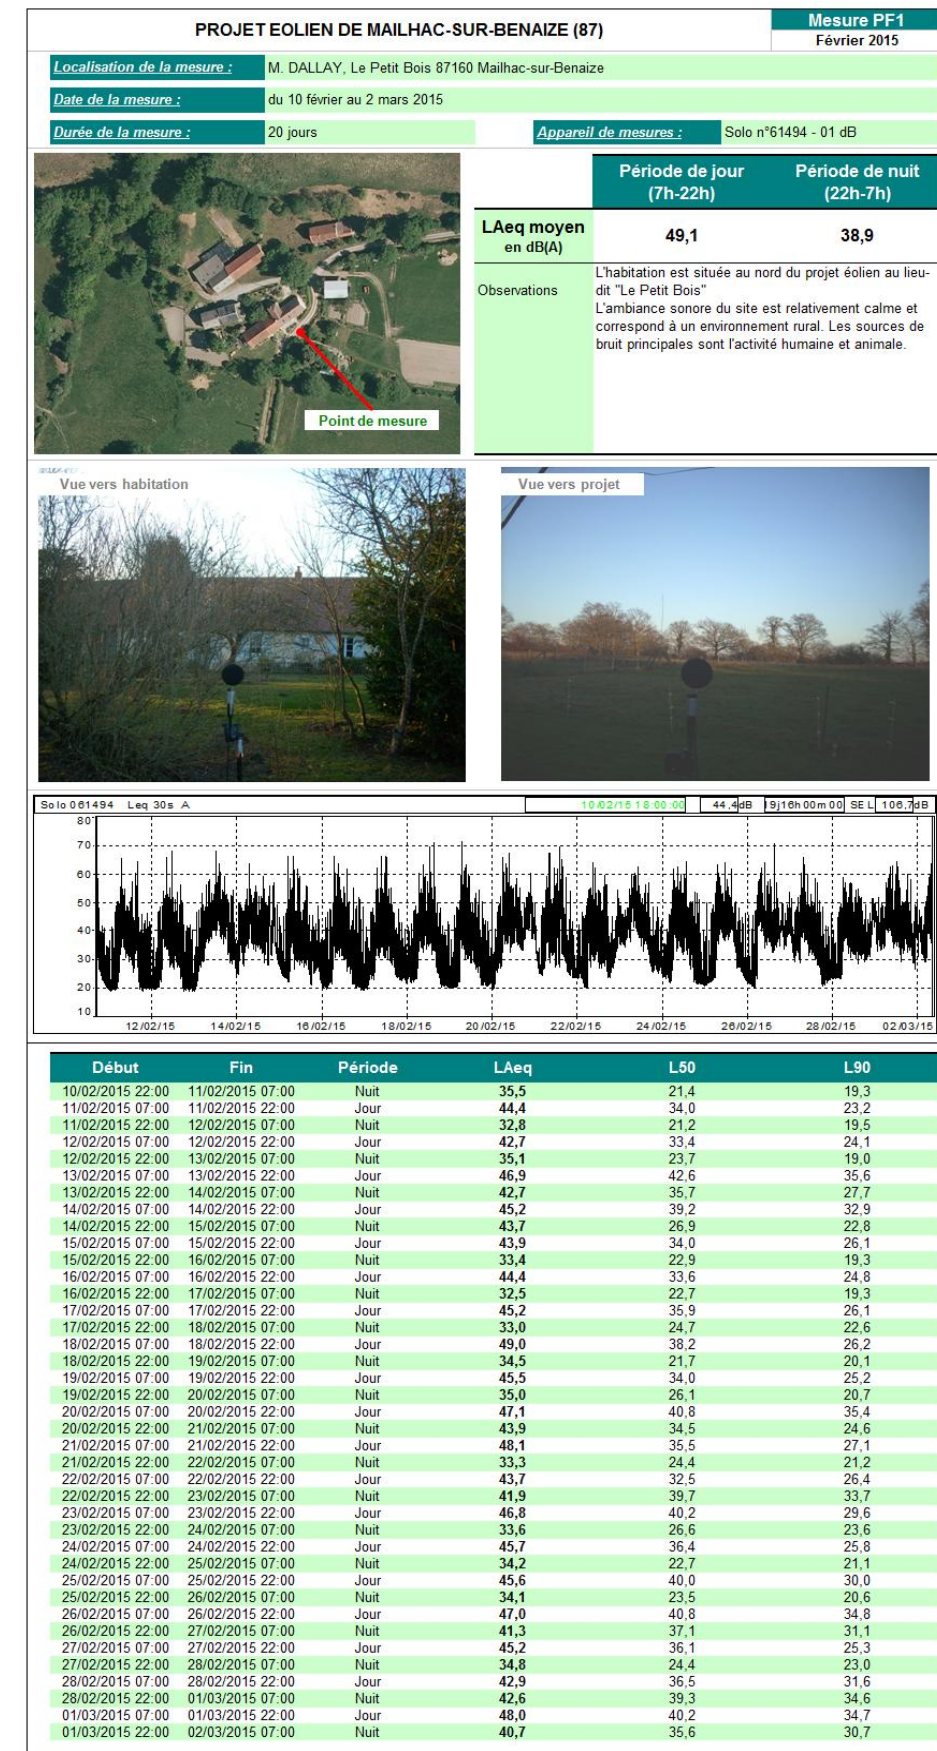 PROJET EOLIEN DE MAILHAC-SUR-BENAIZE (87)
Mesure PF1
Février 2015
Localisation de la mesure : M. DALLAY, Le Petit Bois 87160 Mailhac-sur-Benaize
Date de la mesure : du 10 février au 2 mars 2015
Durée de la mesure : 20 jours Appareil de mesures : Solo n°61494 - 01 dB
Période de jour Période de nuit
(7h-22h) (22h-7h)
LAeq moyen
en dB(A) 49,1 38,9
Observations
L'habitation est située au nord du projet éolien au lieu-
dit "Le Petit Bois"
L'ambiance sonore du site est relativement calme et
correspond à un environnement rural. Les sources de
bruit principales sont l'activité humaine et animale.
Point de mesure
Vue vers habitation
Vue vers projet
Solo 061494 Leq 30s A 10/02/15 18:00:00 44,4dB 19j16h00m00 SEL 106,7dB
80
70
60
50
40
30
20
10
12/02/15 14/02/15 16/02/15 18/02/15 20/02/15 22/02/15 24/02/15 26/02/15 28/02/15 02/03/15
Début Fin Période LAeq L50 L90
10/02/2015 22:00 11/02/2015 07:00 Nuit 35,5 21,4 19,3
11/02/2015 07:00 11/02/2015 22:00 Jour 44,4 34,0 23,2
11/02/2015 22:00 12/02/2015 07:00 Nuit 32,8 21,2 19,5
12/02/2015 07:00 12/02/2015 22:00 Jour 42,7 33,4 24,1
12/02/2015 22:00 13/02/2015 07:00 Nuit 35,1 23,7 19,0
13/02/2015 07:00 13/02/2015 22:00 Jour 46,9 42,6 35,6
13/02/2015 22:00 14/02/2015 07:00 Nuit 42,7 35,7 27,7
14/02/2015 07:00 14/02/2015 22:00 Jour 45,2 39,2 32,9
14/02/2015 22:00 15/02/2015 07:00 Nuit 43,7 26,9 22,8
15/02/2015 07:00 15/02/2015 22:00 Jour 43,9 34,0 26,1
15/02/2015 22:00 16/02/2015 07:00 Nuit 33,4 22,9 19,3
16/02/2015 07:00 16/02/2015 22:00 Jour 44,4 33,6 24,8
16/02/2015 22:00 17/02/2015 07:00 Nuit 32,5 22,7 19,3
17/02/2015 07:00 17/02/2015 22:00 Jour 45,2 35,9 26,1
17/02/2015 22:00 18/02/2015 07:00 Nuit 33,0 24,7 22,6
18/02/2015 07:00 18/02/2015 22:00 Jour 49,0 38,2 26,2
18/02/2015 22:00 19/02/2015 07:00 Nuit 34,5 21,7 20,1
19/02/2015 07:00 19/02/2015 22:00 Jour 45,5 34,0 25,2
19/02/2015 22:00 20/02/2015 07:00 Nuit 35,0 26,1 20,7
20/02/2015 07:00 20/02/2015 22:00 Jour 47,1 40,8 35,4
20/02/2015 22:00 21/02/2015 07:00 Nuit 43,9 34,5 24,6
21/02/2015 07:00 21/02/2015 22:00 Jour 48,1 35,5 27,1
21/02/2015 22:00 22/02/2015 07:00 Nuit 33,3 24,4 21,2
22/02/2015 07:00 22/02/2015 22:00 Jour 43,7 32,5 26,4
22/02/2015 22:00 23/02/2015 07:00 Nuit 41,9 39,7 33,7
23/02/2015 07:00 23/02/2015 22:00 Jour 46,8 40,2 29,6
23/02/2015 22:00 24/02/2015 07:00 Nuit 33,6 26,6 23,6
24/02/2015 07:00 24/02/2015 22:00 Jour 45,7 36,4 25,8
24/02/2015 22:00 25/02/2015 07:00 Nuit 34,2 22,7 21,1
25/02/2015 07:00 25/02/2015 22:00 Jour 45,6 40,0 30,0
25/02/2015 22:00 26/02/2015 07:00 Nuit 34,1 23,5 20,6
26/02/2015 07:00 26/02/2015 22:00 Jour 47,0 40,8 34,8
26/02/2015 22:00 27/02/2015 07:00 Nuit 41,3 37,1 31,1
27/02/2015 07:00 27/02/2015 22:00 Jour 45,2 36,1 25,3
27/02/2015 22:00 28/02/2015 07:00 Nuit 34,8 24,4 23,0
28/02/2015 07:00 28/02/2015 22:00 Jour 42,9 36,5 31,6
28/02/2015 22:00 01/03/2015 07:00 Nuit 42,6 39,3 34,6
01/03/2015 07:00 01/03/2015 22:00 Jour 48,0 40,2 34,7
01/03/2015 22:00 02/03/2015 07:00 Nuit 40,7 35,6 30,7